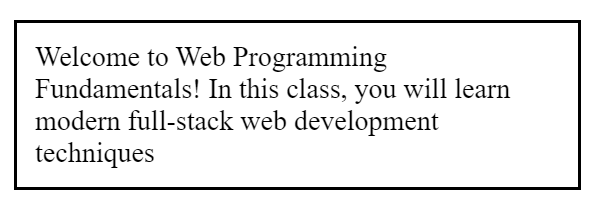 Welcome to Web Programming
Fundamentals! In this class, you will learn
modern full-stack web development
techniques